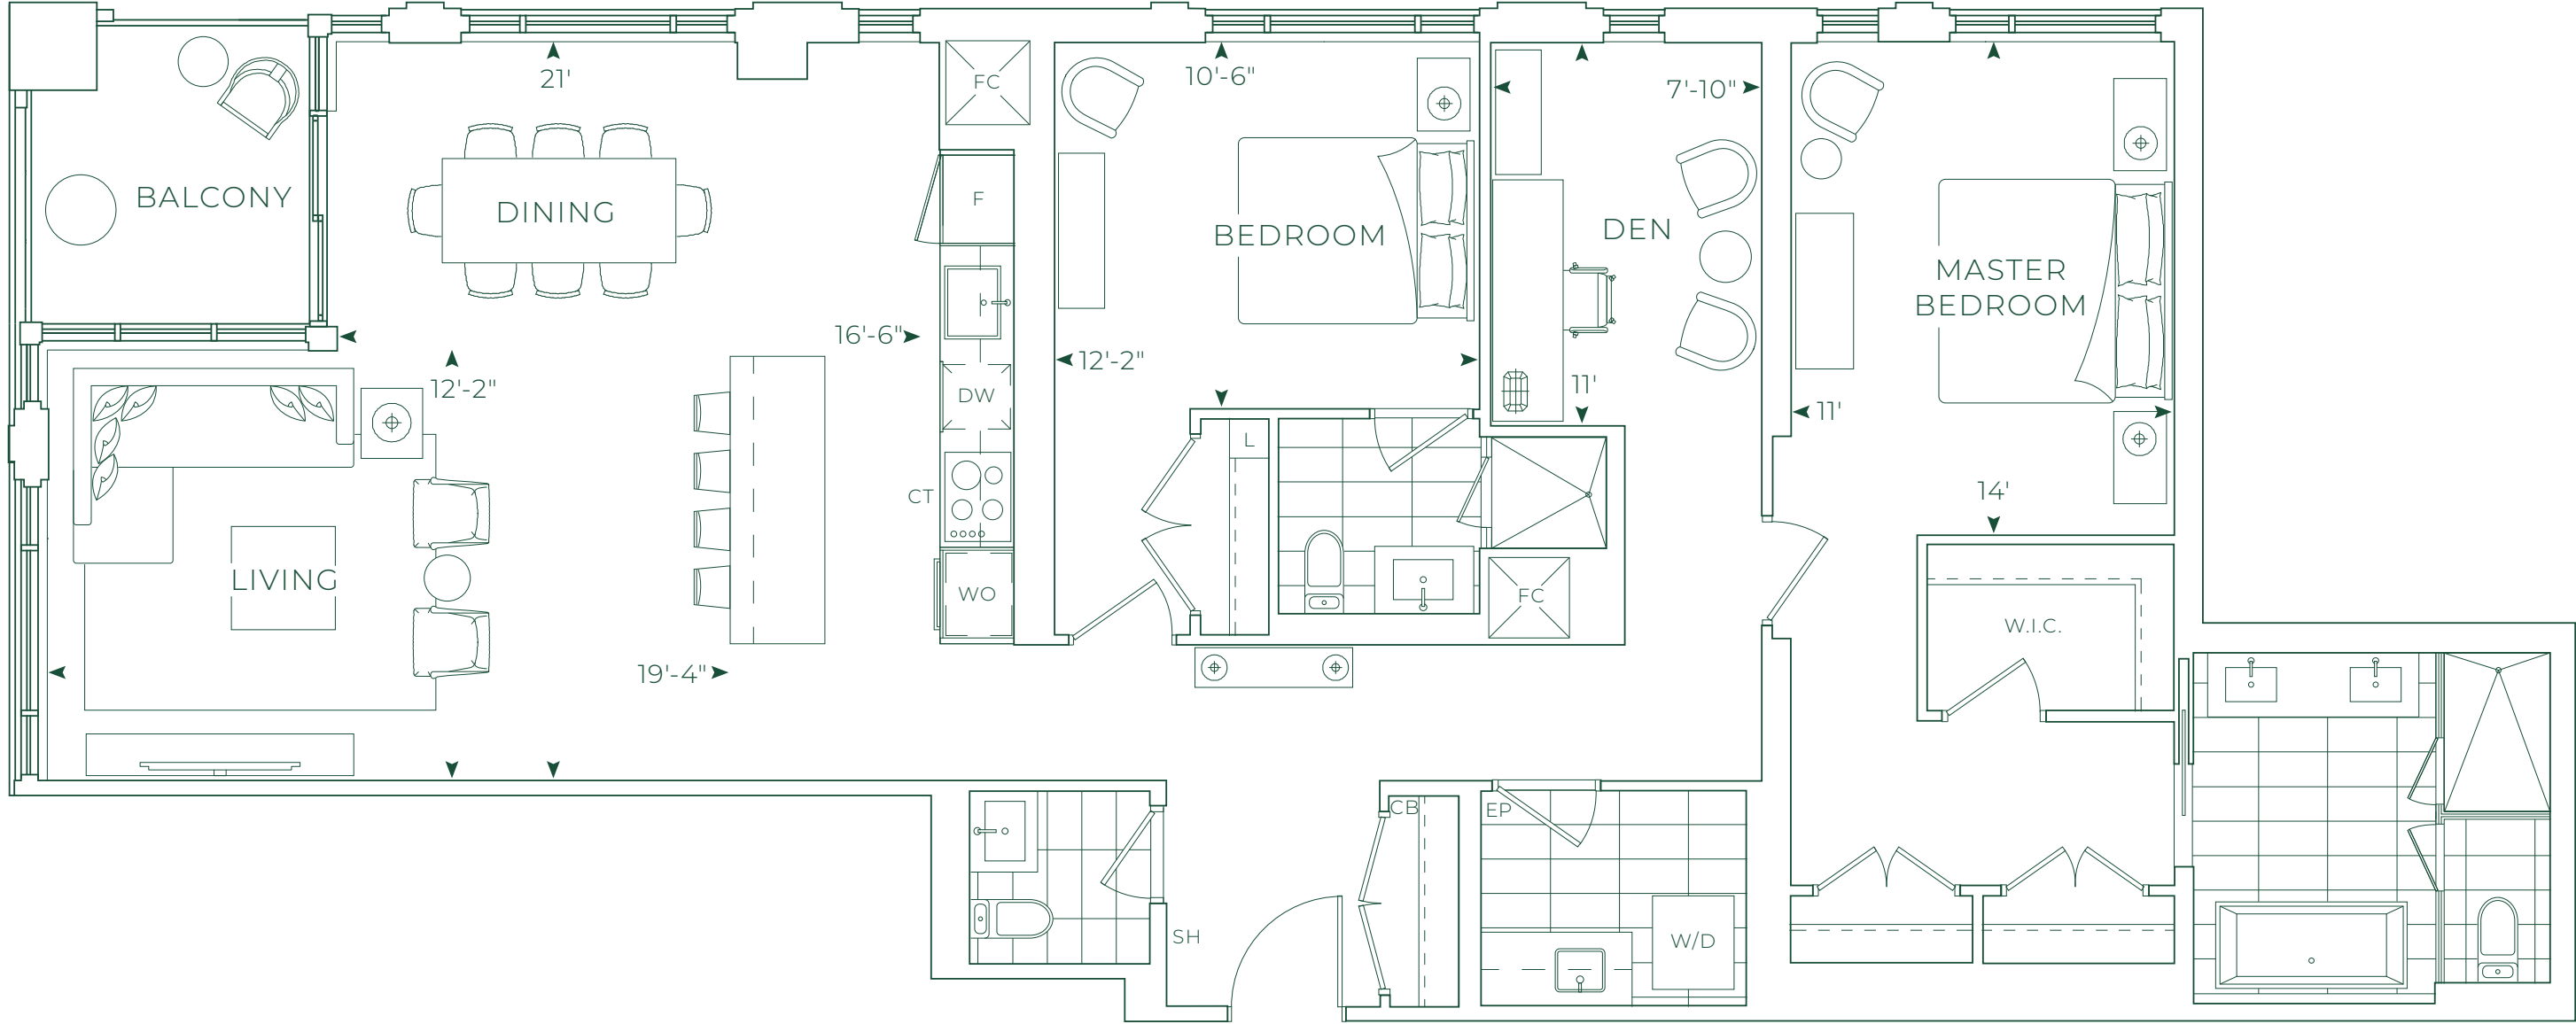 21'
FC
10'-6"
7'-10"
BALCONY
DINING
F
BEDROOM
DEN
MASTER
BEDROOM
16'-6"
12'-2"
12'-2"
DW
11'
11'
L
CT
14'
LIVING
WO
FC
W.I.C.
19'-4"
CB
EP
SH
W/D